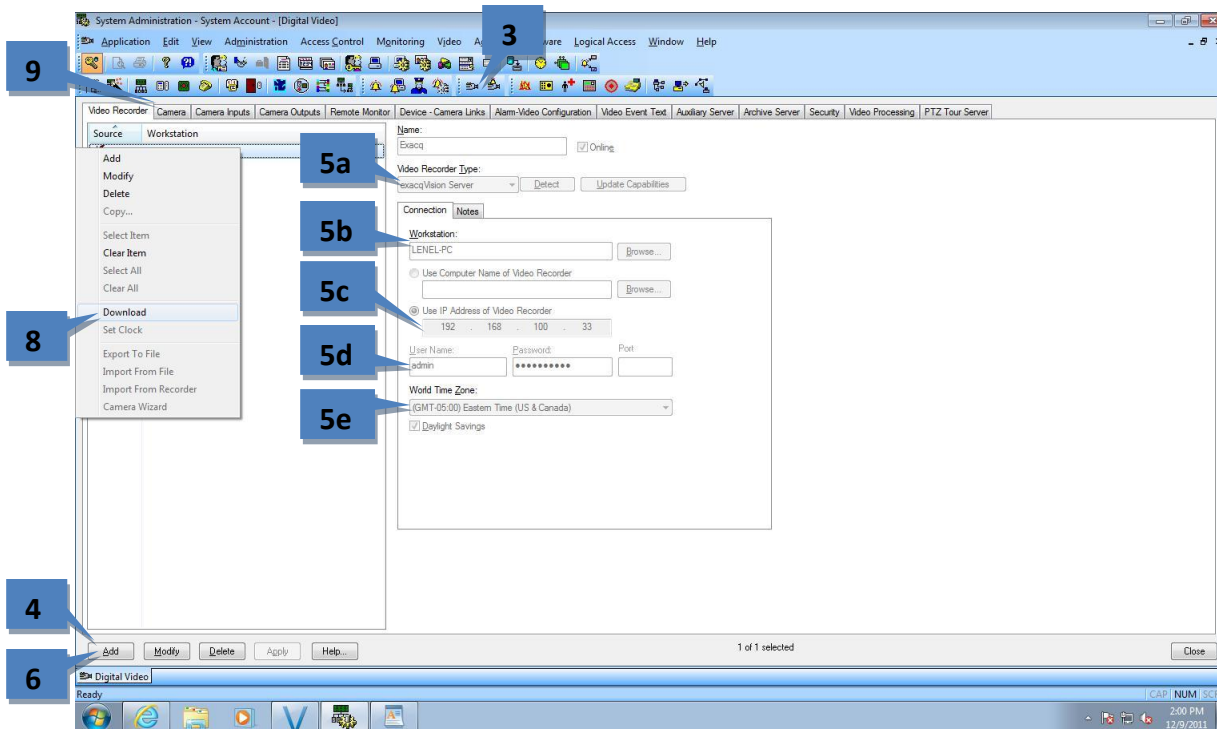 System Administration - System Account - [Digital Video]
Application Edit View Administration Access Control Monitoring Video Logical Access Window Help
3
9
Video Recorder Camera Camera Inputs Camera Outputs Remote Monitor Device - Camera Links Alarm-Video Configuration Video Event Text Auxiliary Server Archive Server Security Video Processing PTZ Tour Server
Source Workstation
Add
Modify
Delete
Copy...
Select Item
Clear Item
Select All
Clear All
Download
Set Clock
Export To File
Import From File
Import From Recorder
Camera Wizard
8
Name:
Exacq Online
5a
Video Recorder Type:
exacqVision Server Detect Update Capabilities
Connection Notes
5b
Workstation:
LENEL-PC Browse...
Use Computer Name of Video Recorder
Browse...
5c
Use IP Address of Video Recorder
192 . 168 . 100 . 33
5d
User Name: Password: Port
admin ••••••••••
5e
World Time Zone:
(GMT-05:00) Eastern Time (US & Canada)
Daylight Savings
4
Add Modify Delete Apply Help... 1 of 1 selected Close
6
Digital Video
Ready CAP NUM
2:00 PM
12/9/2011